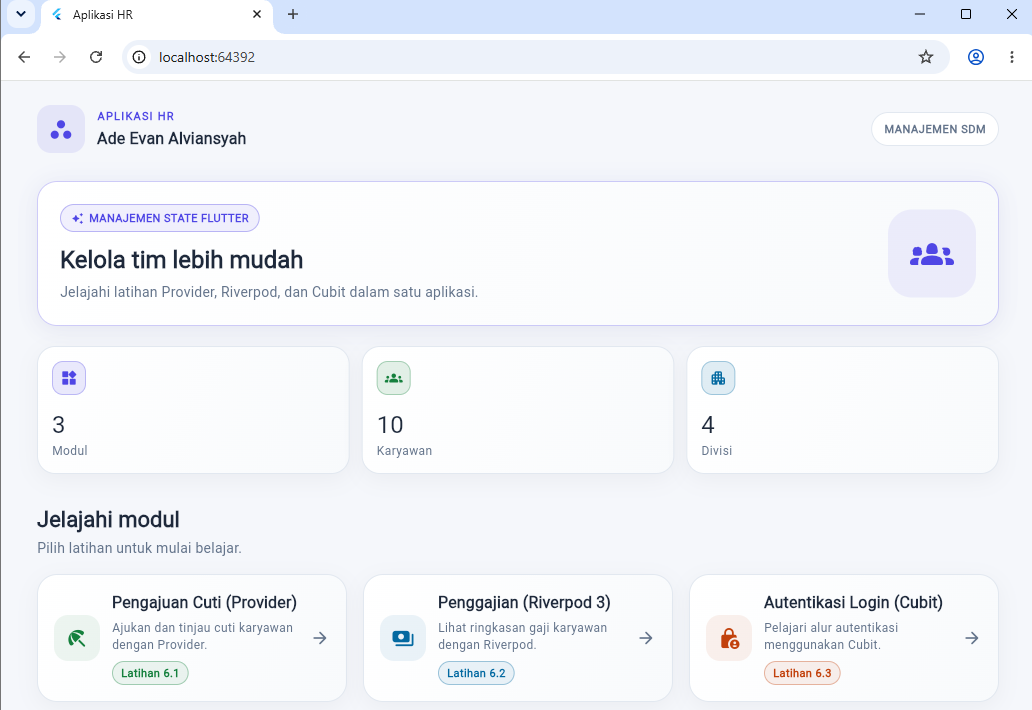 Aplikasi HR
localhost:64392
APLIKASI HR
Ade Evan Alviansyah
MANAJEMEN SDM
MANAJEMEN STATE FLUTTER
Kelola tim lebih mudah
Jelajahi latihan Provider, Riverpod, dan Cubit dalam satu aplikasi.
3
Modul
10
Karyawan
4
Divisi
Jelajahi modul
Pilih latihan untuk mulai belajar.
Pengajuan Cuti (Provider)
Ajukan dan tinjau cuti karyawan
dengan Provider.
Latihan 6.1
Penggajian (Riverpod 3)
Lihat ringkasan gaji karyawan
dengan Riverpod.
Latihan 6.2
Autentikasi Login (Cubit)
Pelajari alur autentikasi
menggunakan Cubit.
Latihan 6.3